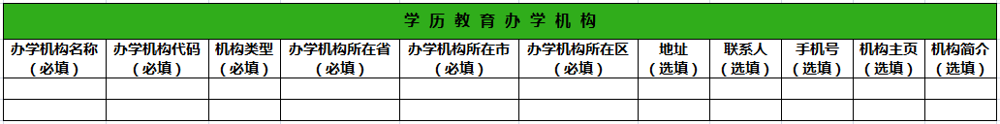 学 历 教 育 办 学 机 构
办学机构名称 办学机构代码 机构类型 办学机构所在省 办学机构所在市 办学机构所在区 地址 联系人 手机号 机构主页 机构简介
（必填） （必填） （必填） （必填） （必填） （必填） （选填） （选填） （选填） （选填） （选填）